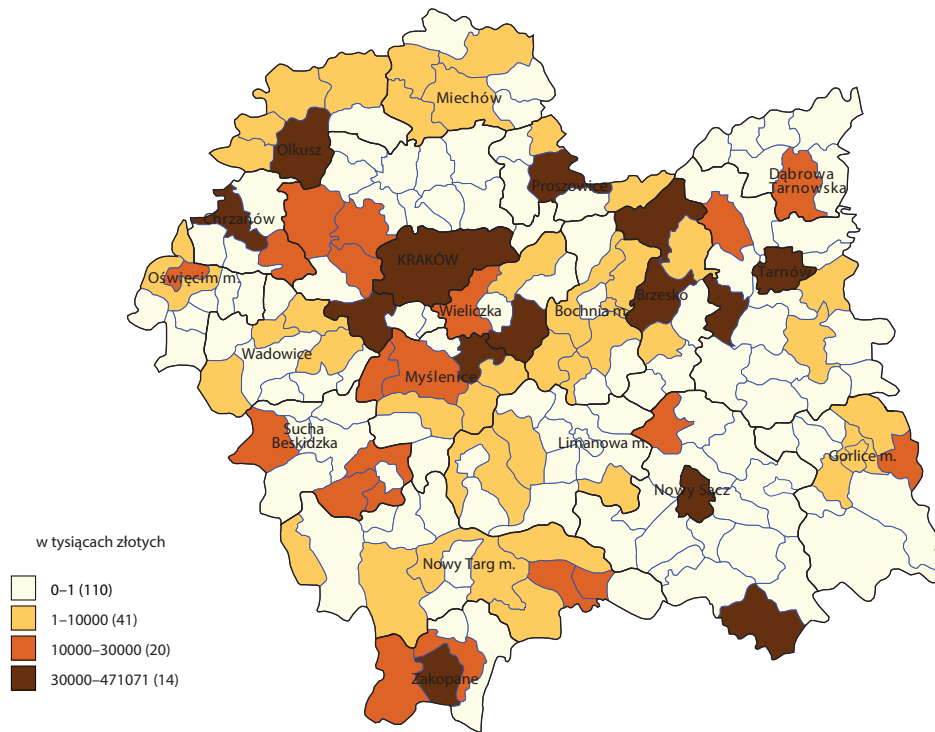 Miechów
Olkusz
Proszowice
Dąbrowa
Tarnowska
Chrzanów
KRAKÓW
Tarnów
Oświęcim m.
Brzesko
Wieliczka
Bochnia m.
Wadowice
Myślenice
Sucha
Beskidzka
Limanowa m.
Gorlice m.
Nowy Sącz
w tysiącach złotych
Nowy Targ m.
0–1 (110)
1–10000 (41)
10000–30000 (20)
30000–471071 (14)
Zakopane